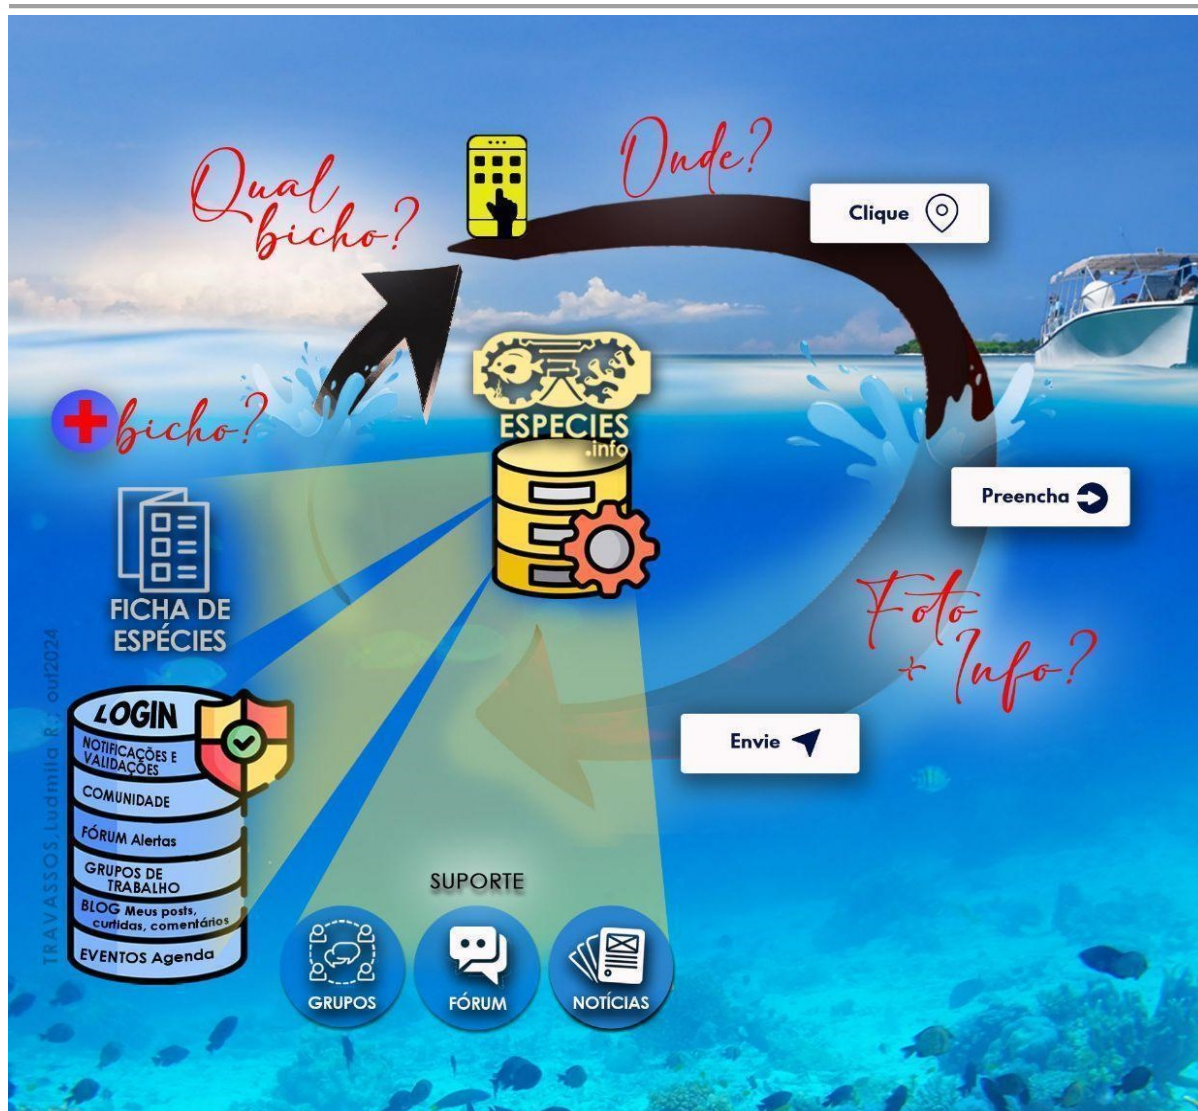 Qual
bicho?
Onde?
Clique
+ bicho?
ESPECIES
.info
Preencha
FICHA DE
ESPÉCIES
Foto
+ Info?
Envie
LOGIN
NOTIFICAÇÕES E
VALIDAÇÕES
COMUNIDADE
FÓRUM Alertas
GRUPOS DE
TRABALHO
BLOG Meus posts,
curtidas, comentários
EVENTOS Agenda
SUPORTE
GRUPOS
FÓRUM
NOTÍCIAS
TRAVASSOS, Ludmila R.; out2024